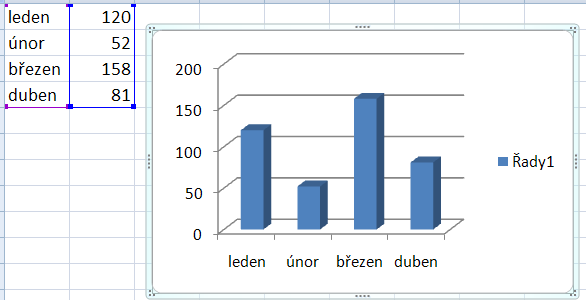 leden 120
únor 52
březen 158
duben 81
200
150
100
50
0
leden únor březen duben
Řady1